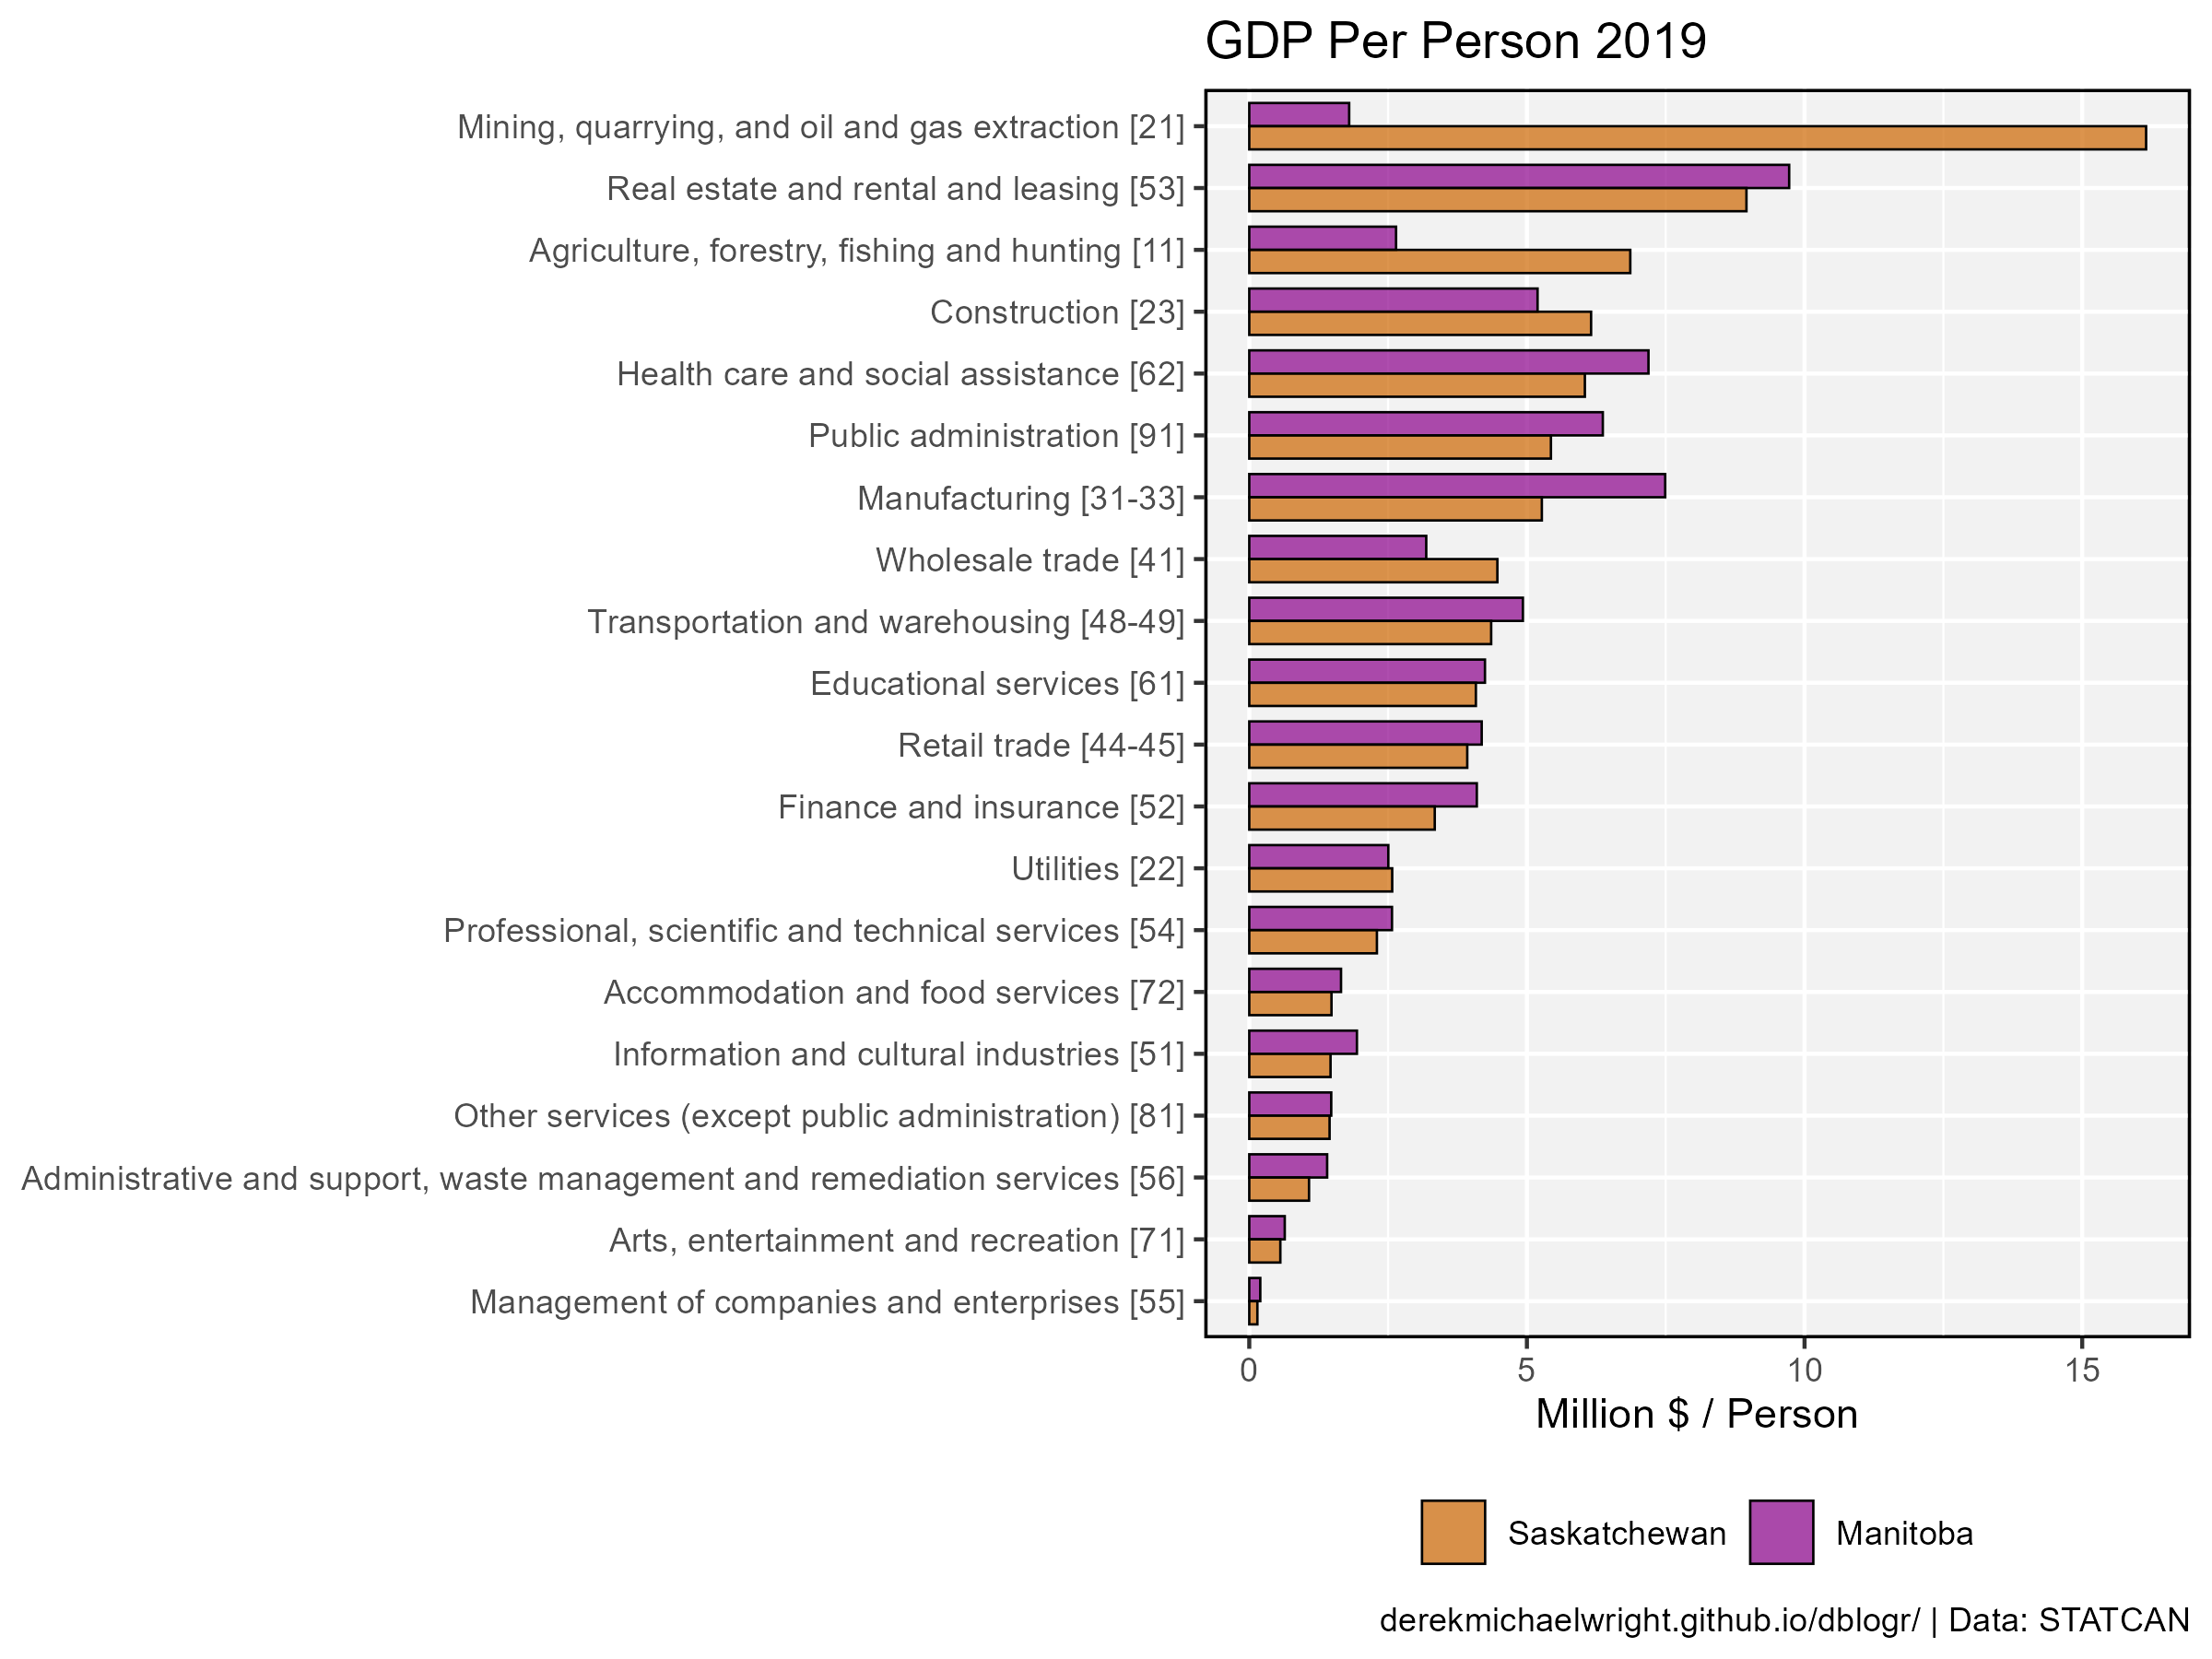 GDP Per Person 2019
Mining, quarrying, and oil and gas extraction [21]
Real estate and rental and leasing [53]
Agriculture, forestry, fishing and hunting [11]
Construction [23]
Health care and social assistance [62]
Public administration [91]
Manufacturing [31-33]
Wholesale trade [41]
Transportation and warehousing [48-49]
Educational services [61]
Retail trade [44-45]
Finance and insurance [52]
Utilities [22]
Professional, scientific and technical services [54]
Accommodation and food services [72]
Information and cultural industries [51]
Other services (except public administration) [81]
Administrative and support, waste management and remediation services [56]
Arts, entertainment and recreation [71]
Management of companies and enterprises [55]
0 5 10 15
Million $ / Person
Saskatchewan Manitoba
derekmichaelwright.github.io/dblogr/ | Data: STATCAN